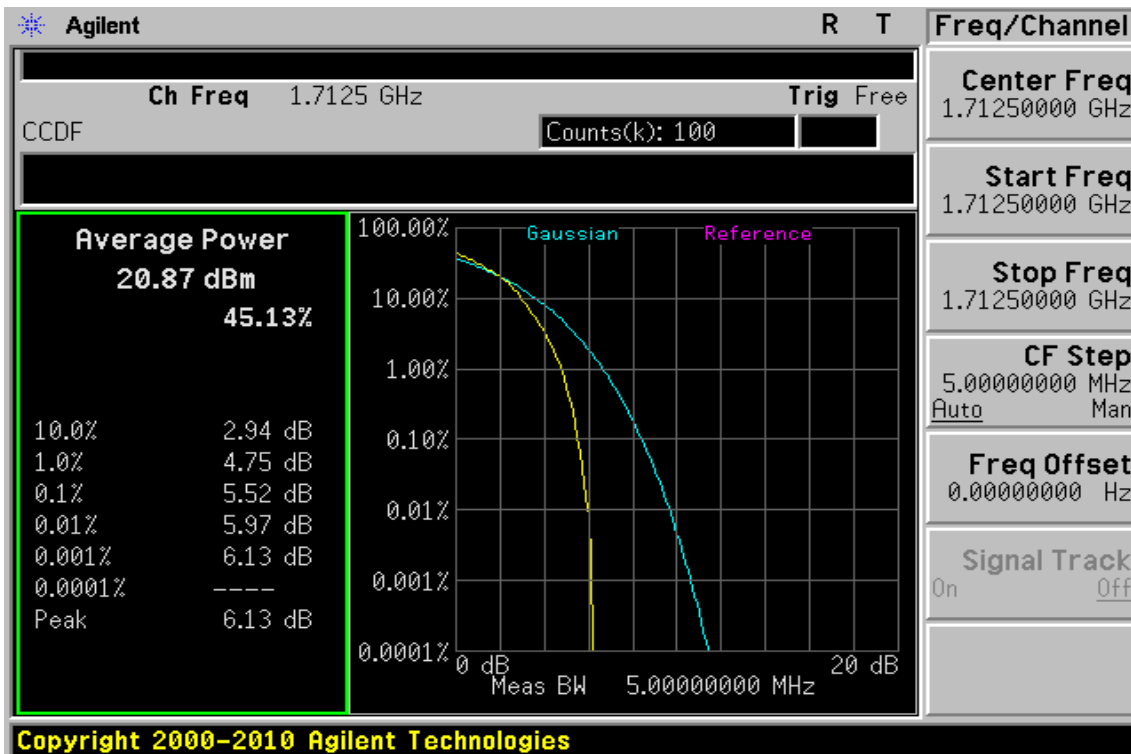 Agilent R T
Ch Freq 1.7125 GHz Trig Free
CCDF
Counts(k): 100
Average Power
20.87 dBm
45.13%
10.0% 2.94 dB
1.0% 4.75 dB
0.1% 5.52 dB
0.01% 5.97 dB
0.001% 6.13 dB
0.0001% ----
Peak 6.13 dB
Gaussian Reference
100.00%
10.00%
1.00%
0.10%
0.01%
0.001%
0.0001%
0 dB 20 dB
Meas BW 5.00000000 MHz
Freq/Channel
Center Freq
1.71250000 GHz
Start Freq
1.71250000 GHz
Stop Freq
1.71250000 GHz
CF Step
5.00000000 MHz
Auto Man
Freq Offset
0.00000000 Hz
Signal Track
On Off
Copyright 2000-2010 Agilent Technologies